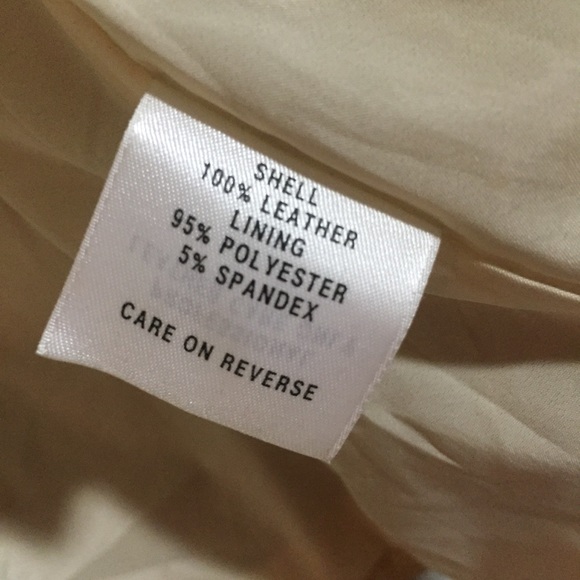 SHELL
100% LEATHER
LINING
95% POLYESTER
5% SPANDEX
CARE ON REVERSE